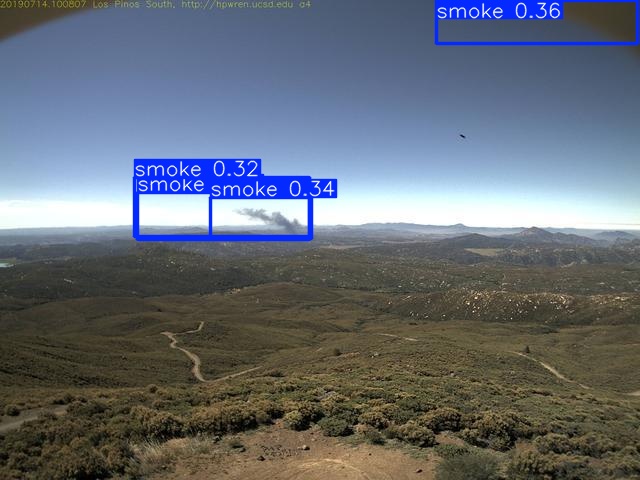 20190714.100807 Los Pinos South, http://hpwren.ucsd.edu a4
smoke 0.36
smoke 0.32
smoke
smoke 0.34